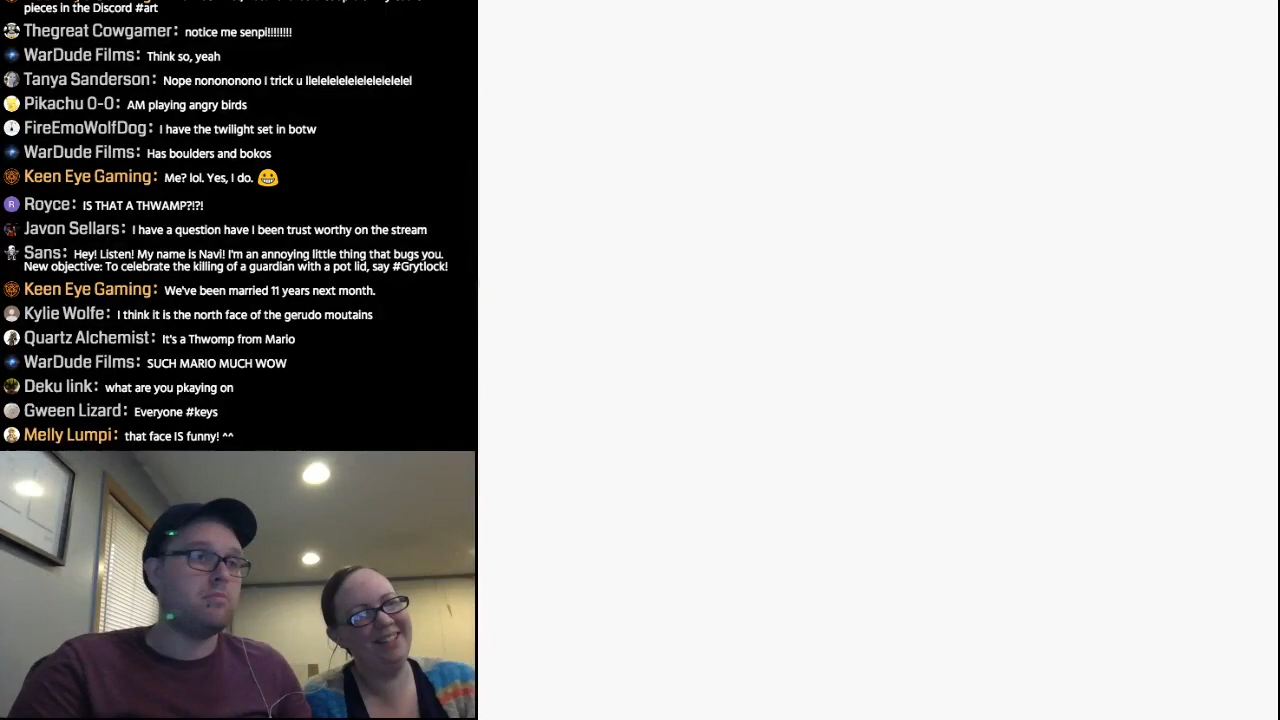 pieces in the Discord #art
Thegreat Cowgamer: notice me senpi!!!!!!!!
WarDude Films: Think so, yeah
Tanya Sanderson: Nope nonononono I trick u llelelelelelelelelelel
Pikachu 0-0: AM playing angry birds
FireEmoWolfDog: I have the twilight set in botw
WarDude Films: Has boulders and bokos
Keen Eye Gaming: Me? lol. Yes, I do. 😀
R Royce: IS THAT A THWAMP?!?!
Javon Sellars: I have a question have I been trust worthy on the stream
Sans: Hey! Listen! My name is Navi! I'm an annoying little thing that bugs you.
New objective: To celebrate the killing of a guardian with a pot lid, say #Grytlock!
Keen Eye Gaming: We've been married 11 years next month.
Kylie Wolfe: I think it is the north face of the gerudo moutains
Quartz Alchemist: It's a Thwomp from Mario
WarDude Films: SUCH MARIO MUCH WOW
Deku link: what are you pkaying on
Gween Lizard: Everyone #keys
Melly Lumpi: that face IS funny! ^^